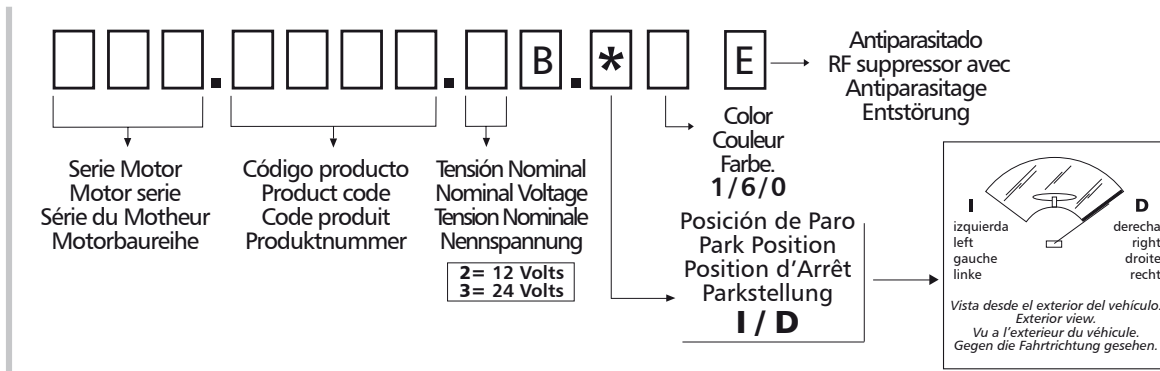 B * E
Antiparasitado
RF suppressor avec
Antiparasitage
Entstörung
Color
Couleur
Farbe.
1/6/0
Serie Motor
Motor serie
Série du Motheur
Motorbaureihe
Código producto
Product code
Code produit
Produktnummer
Tensión Nominal
Nominal Voltage
Tension Nominale
Nennspannung
2= 12 Volts
3= 24 Volts
Posición de Paro
Park Position
Position d'Arrêt
Parkstellung
I / D
I
izquierda
left
gauche
linke
D
derecha
right
droite
recht
Vista desde el exterior del vehículo.
Exterior view.
Vu a l'exterieur du véhicule.
Gegen die Fahrtrichtung gesehen.